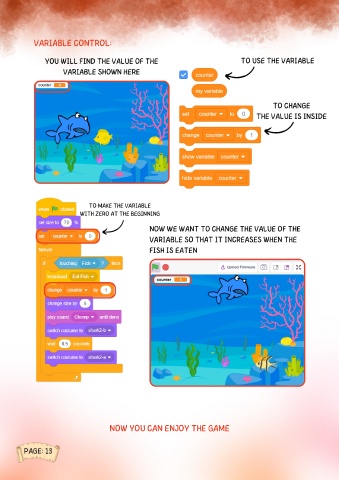 VARIABLE CONTROL:
YOU WILL FIND THE VALUE OF THE
VARIABLE SHOWN HERE
TO USE THE VARIABLE
counter
my variable
counter
TO CHANGE
THE VALUE IS INSIDE
set counter to 0
change counter by 1
show variable counter
hide variable counter
TO MAKE THE VARIABLE
WITH ZERO AT THE BEGINNING
when clicked
set size to %
set counter to 0
forever
if touching Fish ? then
broadcast Eat Fish
change counter by 1
change size by
play sound Chomp until done
switch costume to shark2-b
wait 0.5 seconds
switch costume to shark2-a
NOW WE WANT TO CHANGE THE VALUE OF THE
VARIABLE SO THAT IT INCREASES WHEN THE
FISH IS EATEN
Upload Firmware
counter
NOW YOU CAN ENJOY THE GAME
PAGE: 13